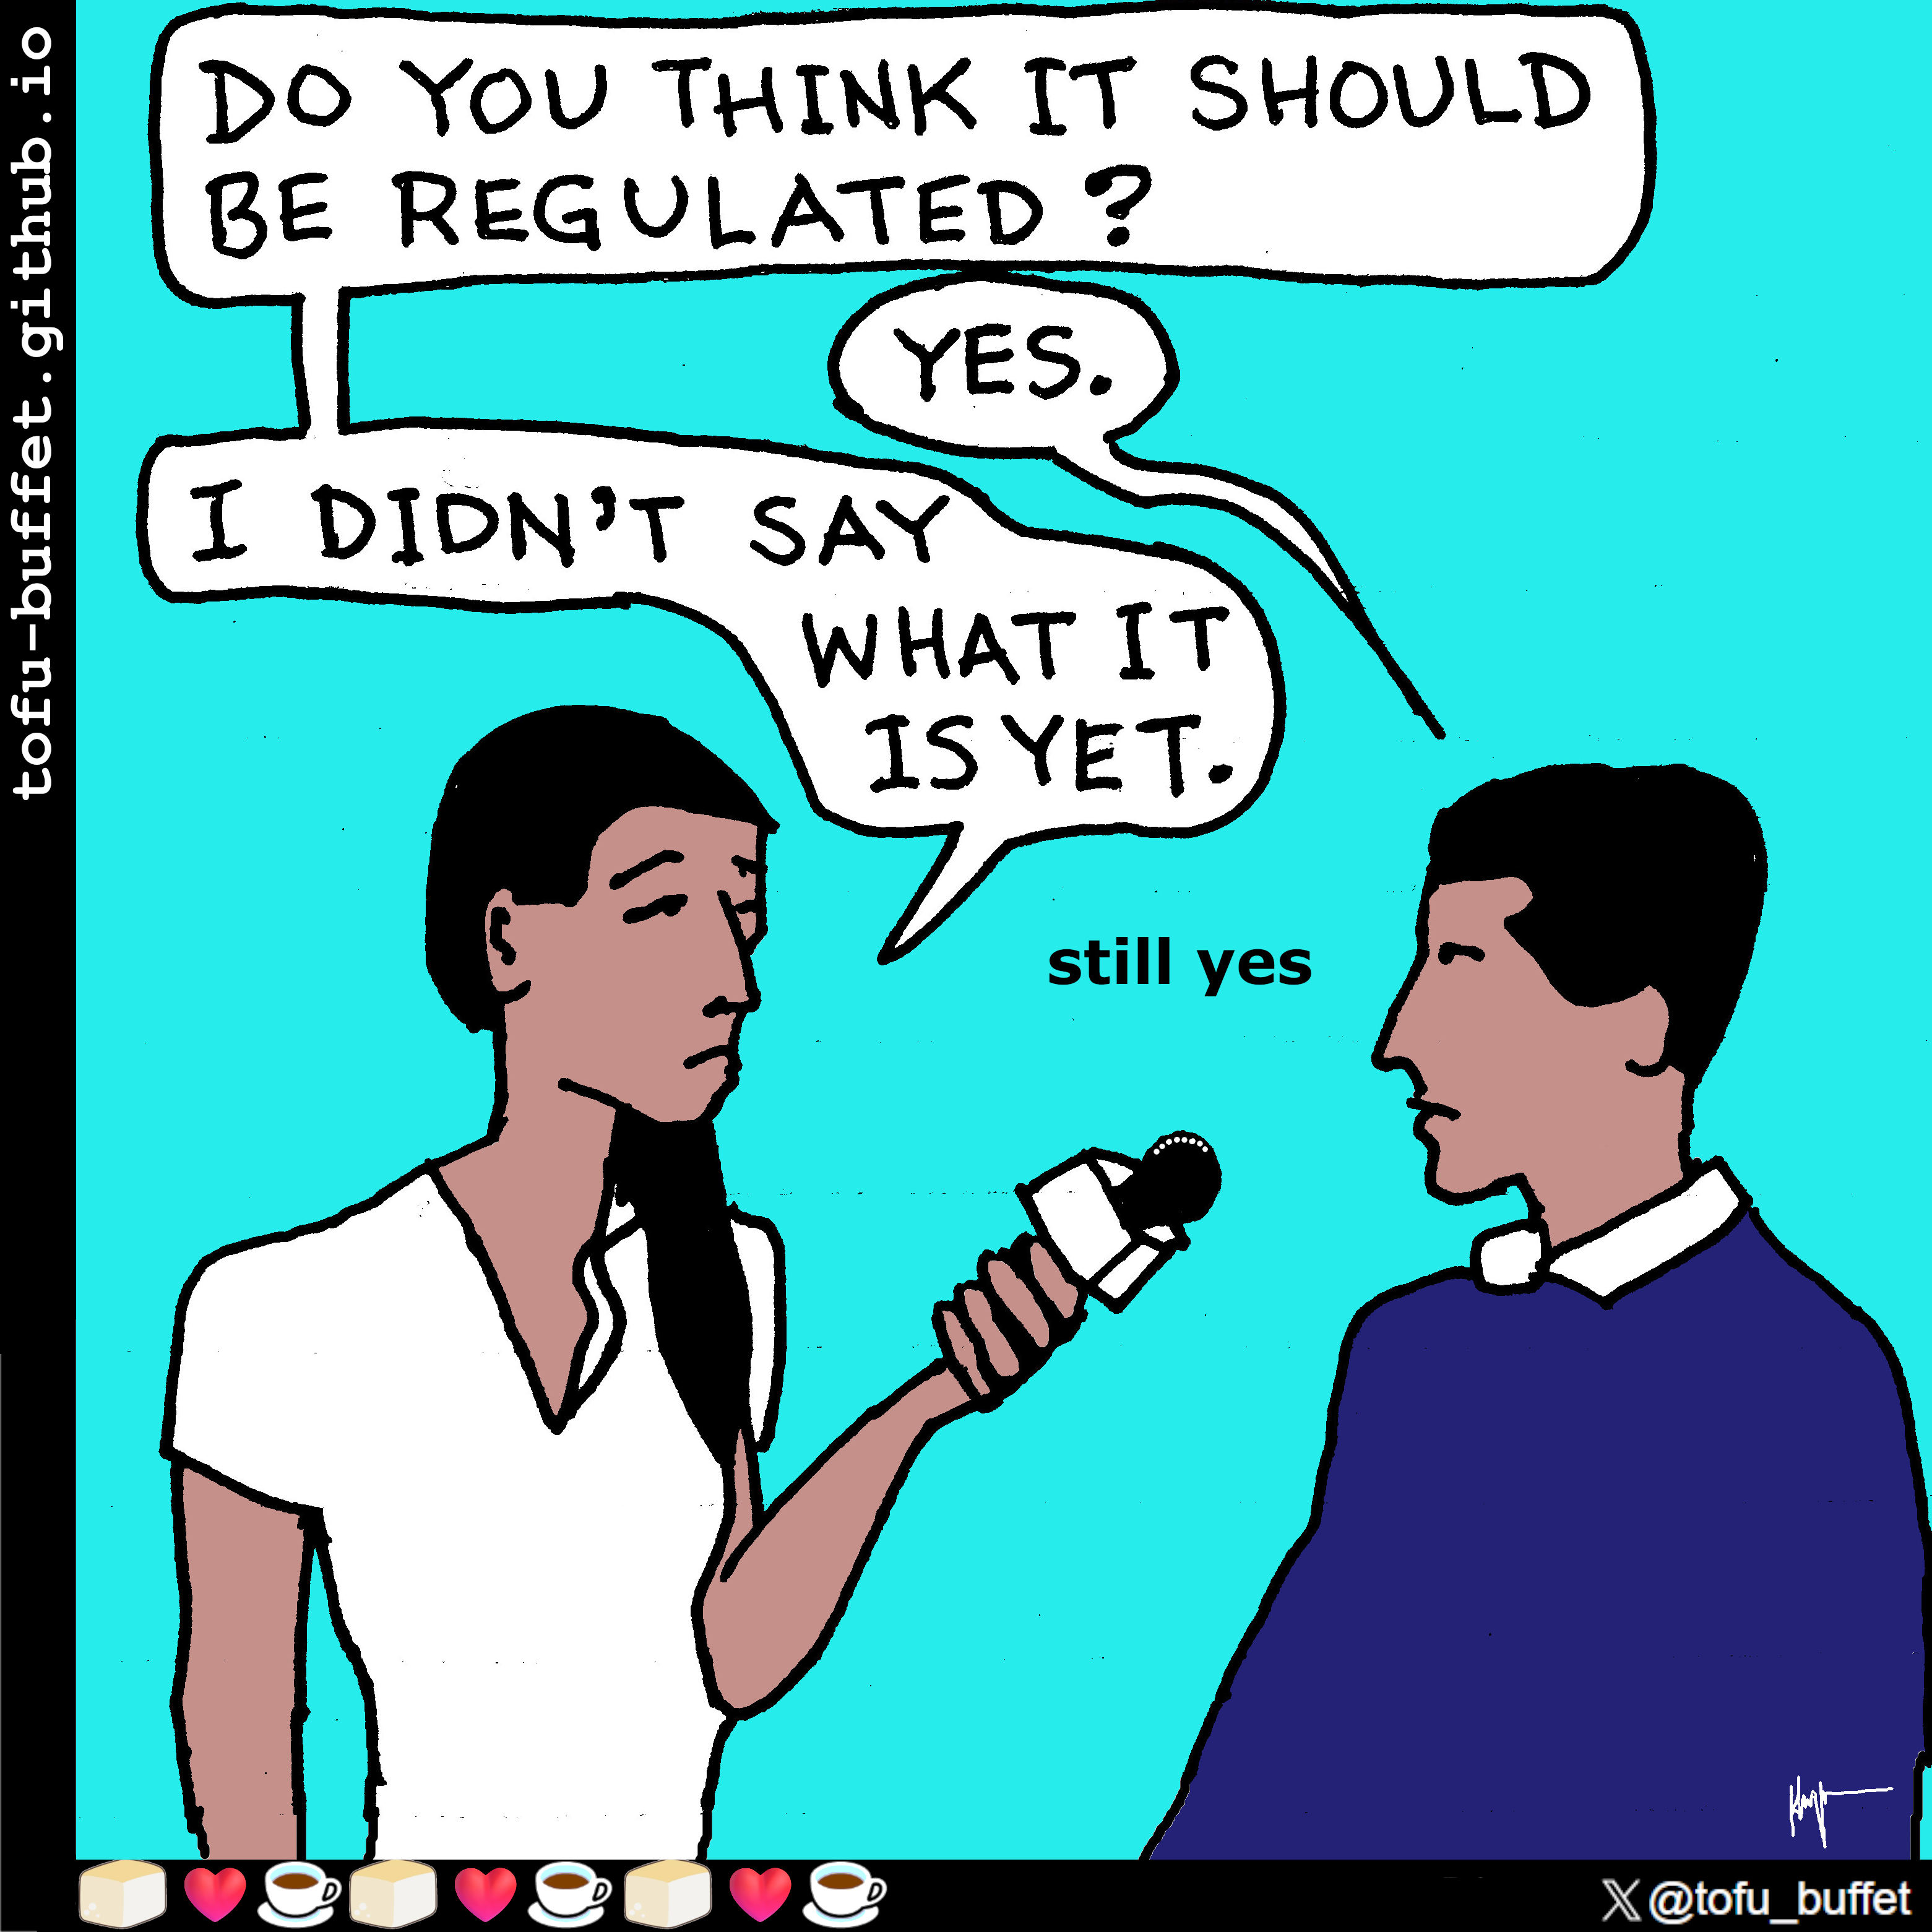 DO YOU THINK IT SHOULD
BE REGULATED?
YES.
I DIDN'T SAY
WHAT IT
IS YET.
still yes
tofu-buffet.github.io
𝕏 @tofu_buffet